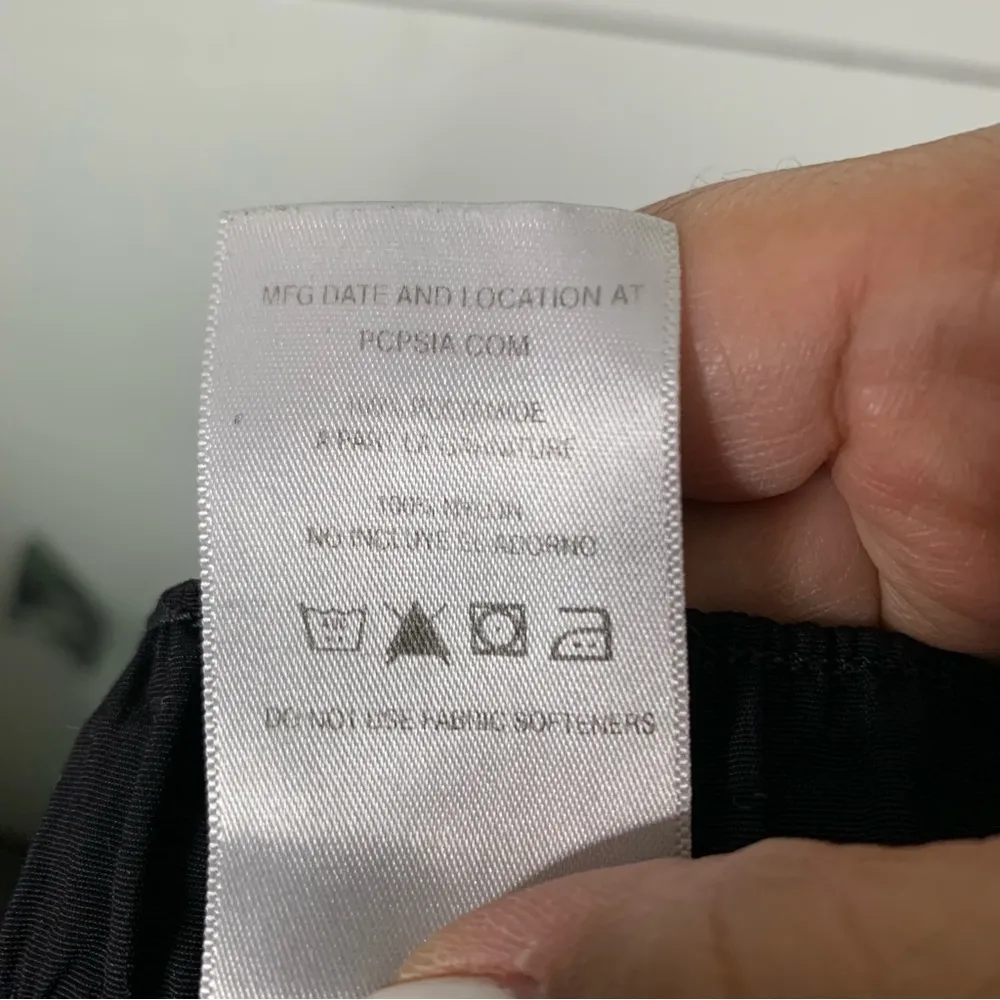 MFG DATE AND LOCATION AT
PCPSIA.COM
100% POLYAMIDE
A PART LA GARNITURE
100% NYLON
NO INCLUYE EL ADORNO
40
DO NOT USE FABRIC SOFTENERS